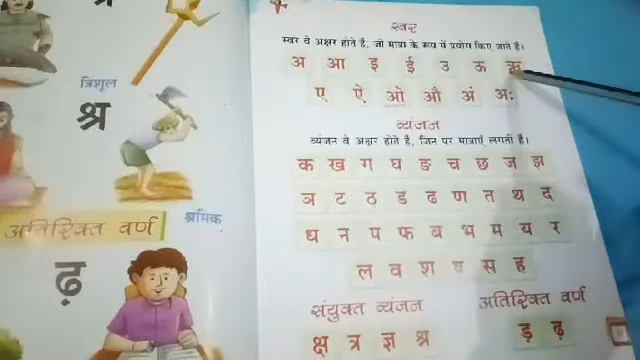 त्रिशूल
श्र
श्रमिक
अतिरिक्त वर्ण
ढ़
स्वर
स्वर वे अक्षर होते हैं, जो मात्रा के रूप में प्रयोग किए जाते हैं।
अ आ इ ई उ ऊ ऋ
ए ऐ ओ औ अं अः
व्यंजन
व्यंजन वे अक्षर होते हैं, जिन पर मात्राएँ लगती हैं।
क ख ग घ ङ च छ ज झ
ञ ट ठ ड ढ ण त थ द
ध न प फ ब भ म य र
ल व श ष स ह
संयुक्त व्यंजन
क्ष त्र ज्ञ श्र
अतिरिक्त वर्ण
ड़ ढ़